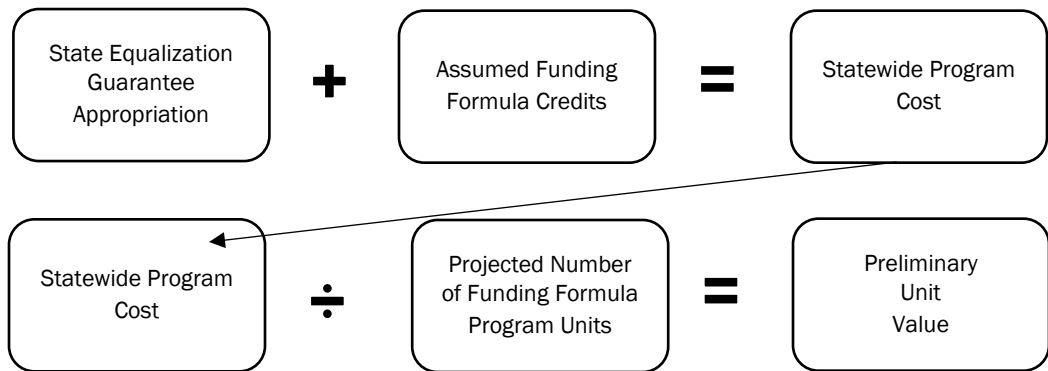 State Equalization
Guarantee
Appropriation
+
Assumed Funding
Formula Credits
=
Statewide Program
Cost
Statewide Program
Cost
÷
Projected Number
of Funding Formula
Program Units
=
Preliminary
Unit
Value